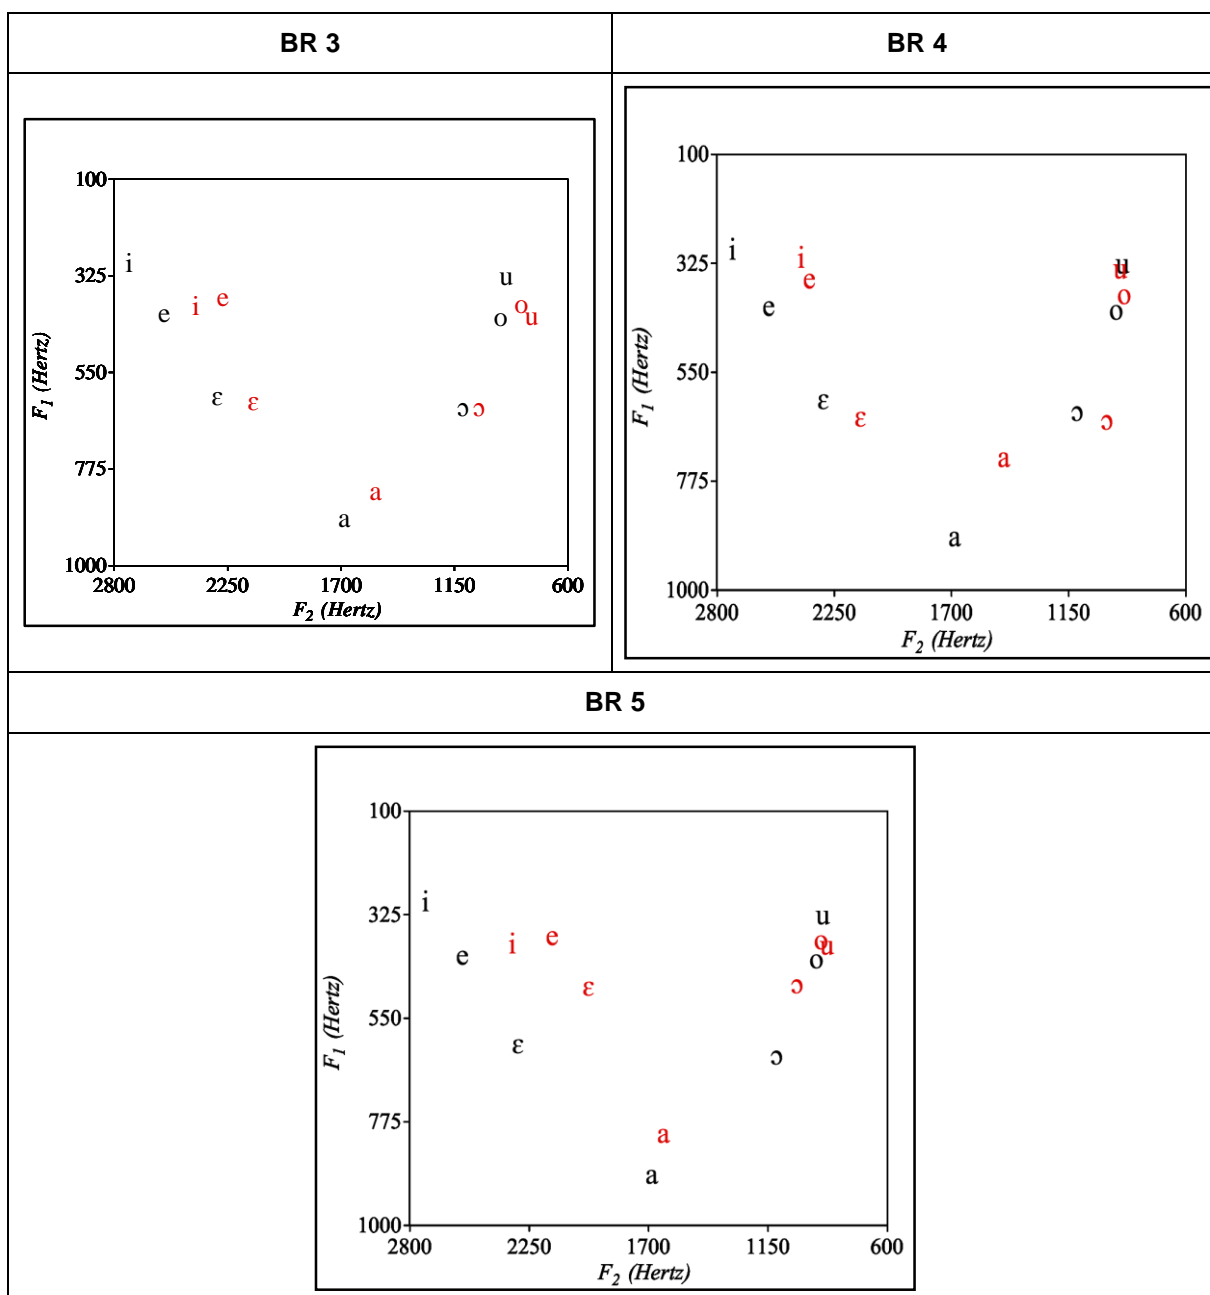 BR 3
BR 4
100
325
550
775
1000
2800 2250 1700 1150 600
F1 (Hertz)
F2 (Hertz)
i
u
e i e
o
o u
ɛ ɛ
ɔ ɔ
a
a
100
325
550
775
1000
2800 2250 1700 1150 600
F1 (Hertz)
F2 (Hertz)
i i
u
u
e
e
o
o
ɛ
ɛ
ɔ
ɔ
a
a
BR 5
100
325
550
775
1000
2800 2250 1700 1150 600
F1 (Hertz)
F2 (Hertz)
i
u
e i e
o u
o
ɛ
ɔ
ɛ
ɔ
a
a